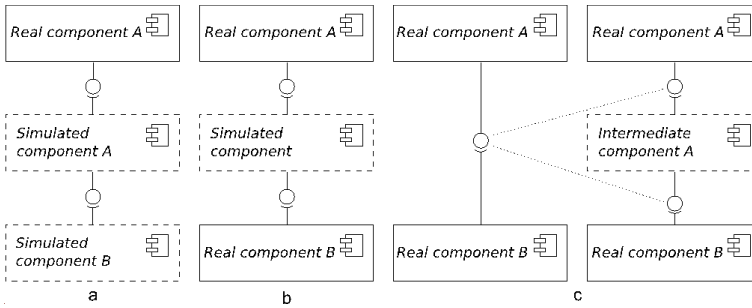 Real component A
Real component A
Real component A
Real component A
Simulated
component A
Simulated
component
Intermediate
component A
Simulated
component B
Real component B
Real component B
Real component B
a
b
c